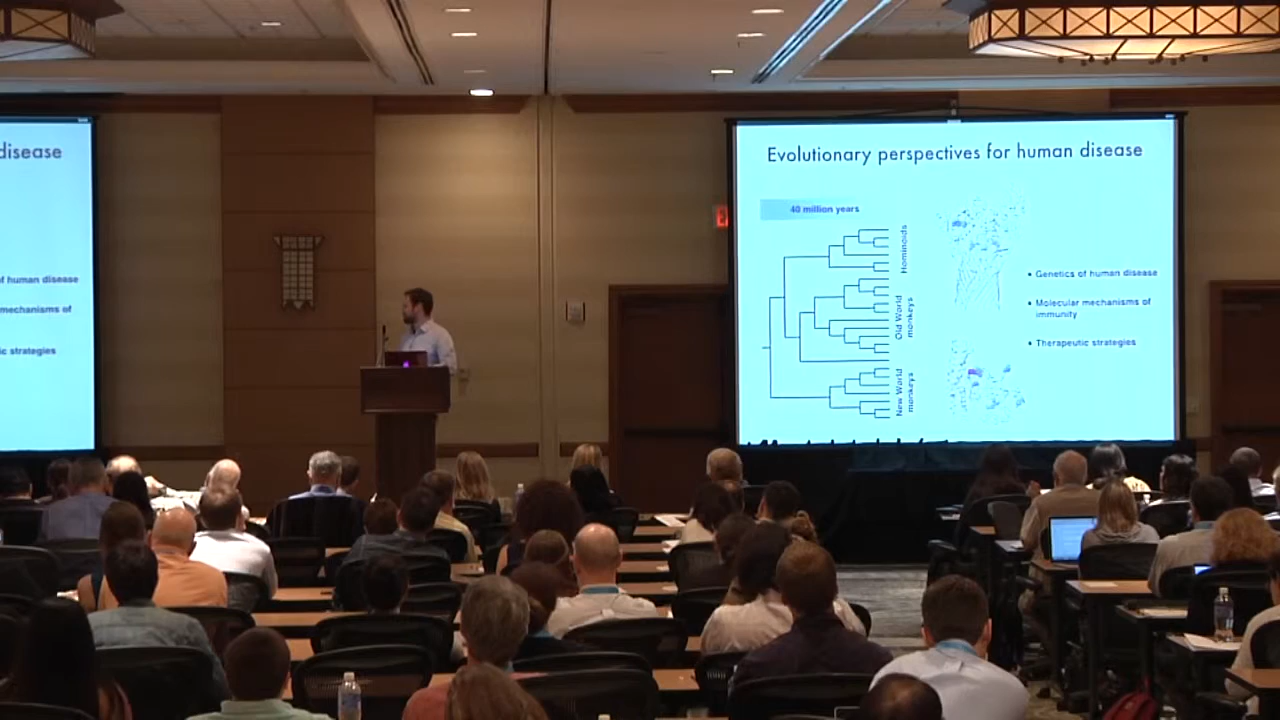 disease
of human disease
mechanisms of
ic strategies
Evolutionary perspectives for human disease
40 million years
Hominoids
Old World
monkeys
New World
monkeys
• Genetics of human disease
• Molecular mechanisms of
immunity
• Therapeutic strategies